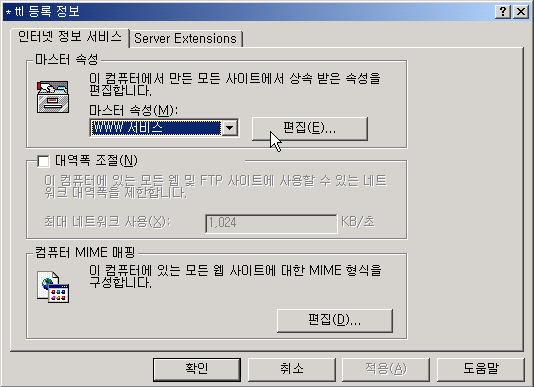 * ttl 등록 정보
인터넷 정보 서비스 Server Extensions
마스터 속성
이 컴퓨터에서 만든 모든 사이트에서 상속 받은 속성을
편집합니다.
마스터 속성(M):
WWW 서비스 편집(E)...
대역폭 조절(N)
이 컴퓨터에 있는 모든 웹 및 FTP 사이트에 사용할 수 있는 네트
워크 대역폭을 제한합니다.
최대 네트워크 사용(X): 1,024 KB/초
컴퓨터 MIME 매핑
이 컴퓨터에 있는 모든 웹 사이트에 대한 MIME 형식을
구성합니다.
편집(D)...
확인 취소 적용(A) 도움말